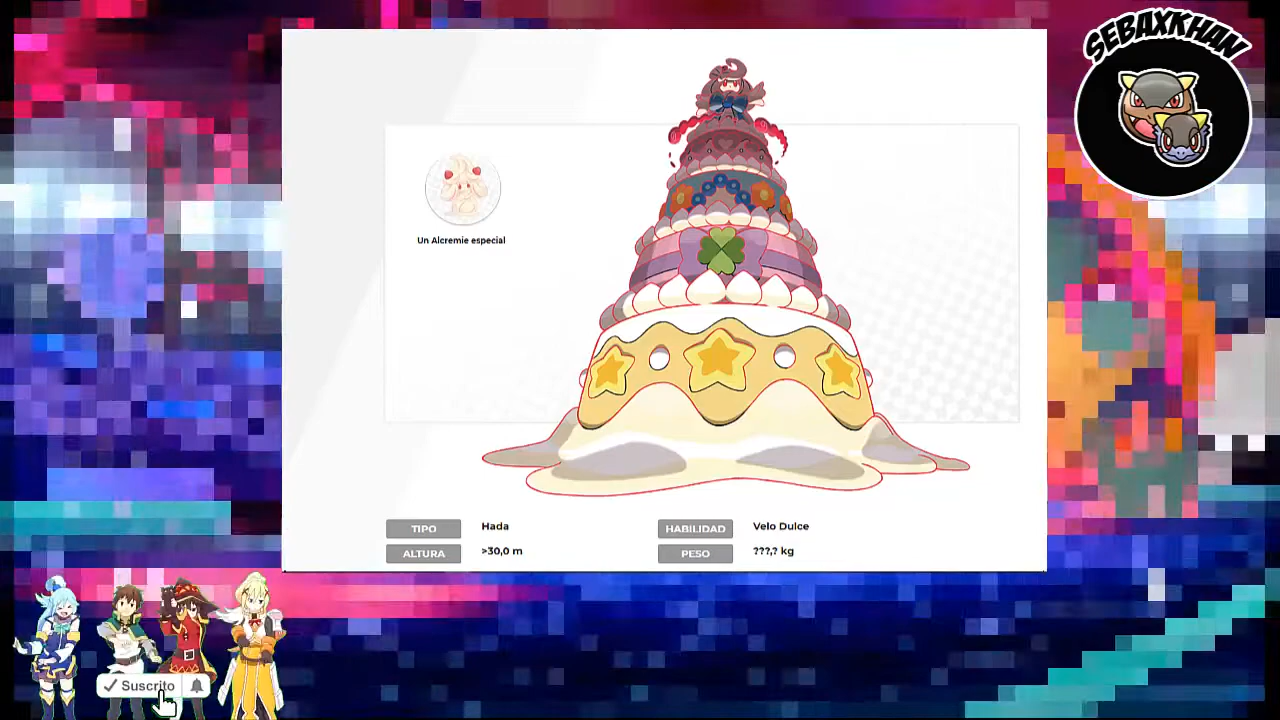 SEBAXKHAN
Un Alcremie especial
TIPO Hada
HABILIDAD Velo Dulce
ALTURA >30,0 m
PESO ???,? kg
Suscrito